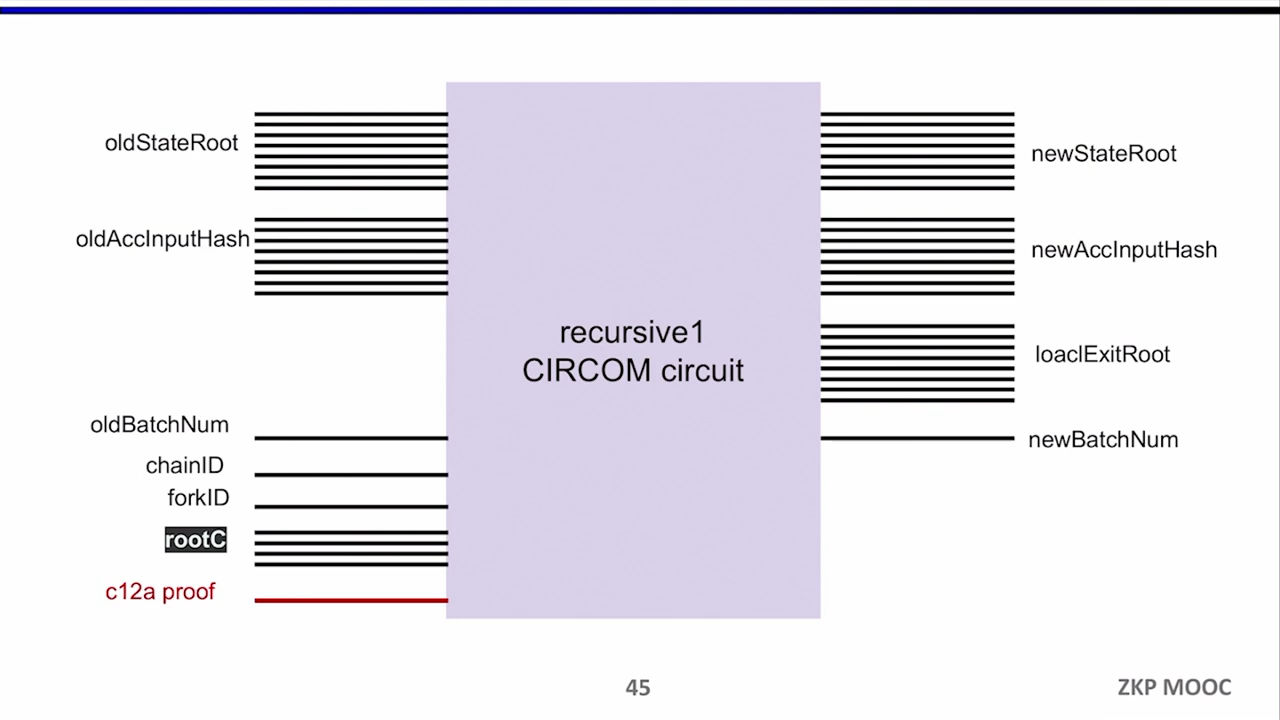 oldStateRoot
newStateRoot
oldAccInputHash
newAccInputHash
recursive1
CIRCOM circuit
loaclExitRoot
oldBatchNum
newBatchNum
chainID
forkID
rootC
c12a proof
45
ZKP MOOC